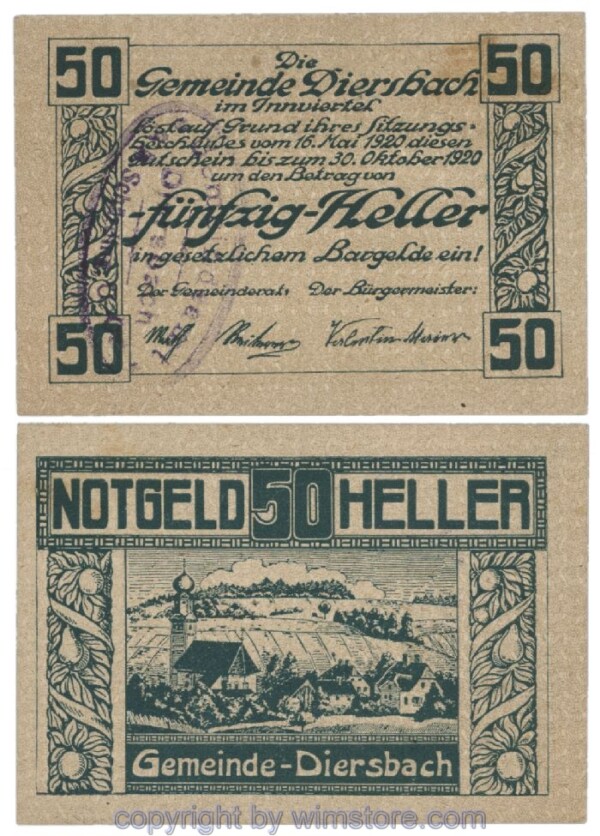 50
50
Die
Gemeinde Diersbach
im Innviertel
löst auf Grund ihres Sitzungs-
beschlußes vom 16. Mai 1920 diesen
Gutschein bis zum 30. Oktober 1920
um den Betrag von
-fünfzig-Heller
in gesetzlichem Bargelde ein!
Der Gemeinderat: Der Bürgermeister:
50
Valentin
50
NOTGELD 50 HELLER
Gemeinde-Diersbach
copyright by wimstore.com